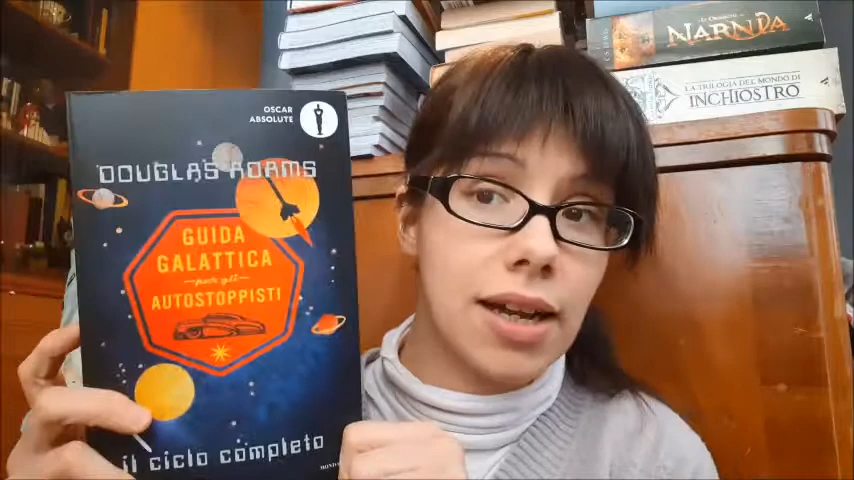 OSCAR
ABSOLUTE
DOUGLAS ADAMS
GUIDA
GALATTICA
per gli
AUTOSTOPPISTI
il ciclo completo
NARNIA
LA TRILOGIA DEL MONDO DI
INCHIOSTRO